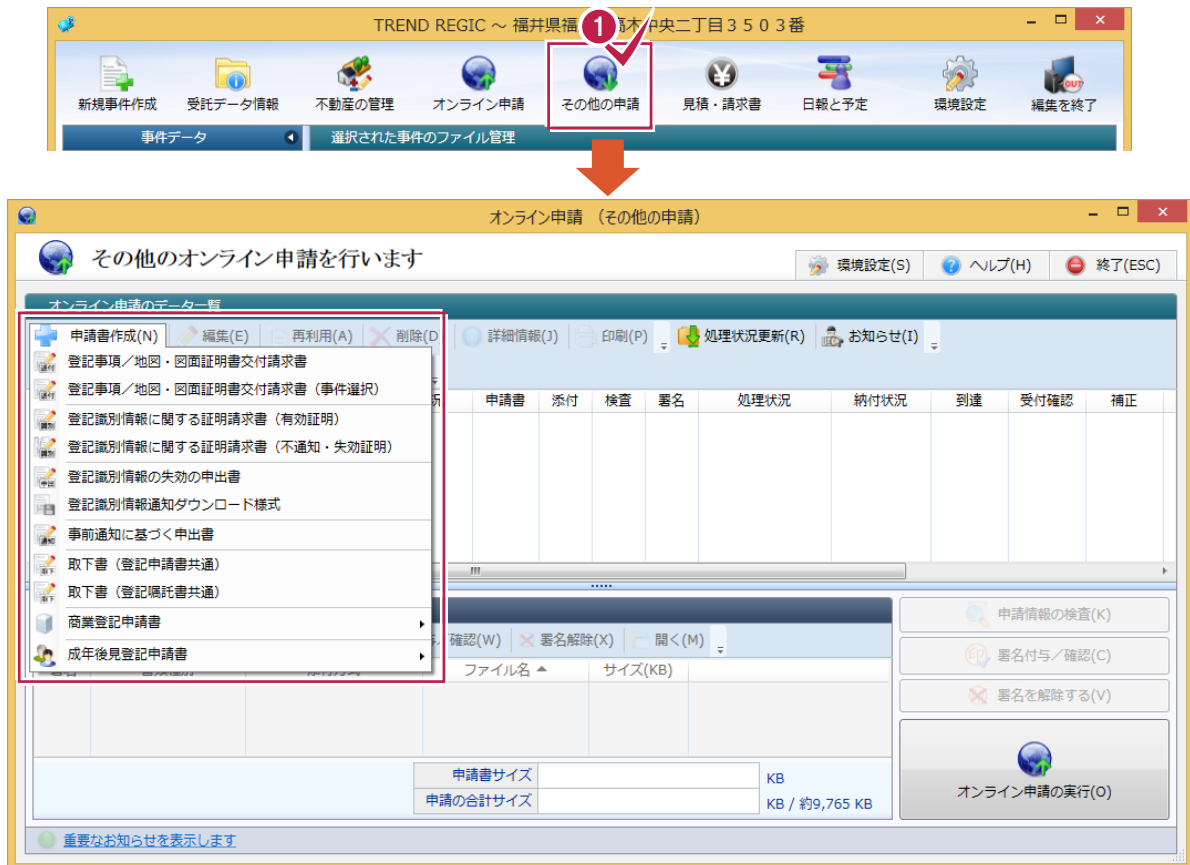 TREND REGIC ～ 福井県福 高木中央二丁目３５０３番
1
新規事件作成 受託データ情報 不動産の管理 オンライン申請 その他の申請 見積・請求書 日報と予定 環境設定 編集を終了
事件データ 選択された事件のファイル管理
オンライン申請 （その他の申請）
その他のオンライン申請を行います
環境設定(S) ヘルプ(H) 終了(ESC)
オンライン申請のデータ一覧
申請書作成(N) 編集(E) 再利用(A) 削除(D 詳細情報(J) 印刷(P) 処理状況更新(R) お知らせ(I)
登記事項／地図・図面証明書交付請求書
登記事項／地図・図面証明書交付請求書（事件選択）
申請書 添付 検査 署名 処理状況 納付状況 到達 受付確認 補正
登記識別情報に関する証明請求書（有効証明）
登記識別情報に関する証明請求書（不通知・失効証明）
登記識別情報の失効の申出書
登記識別情報通知ダウンロード様式
事前通知に基づく申出書
取下書（登記申請書共通）
取下書（登記嘱託書共通）
商業登記申請書
成年後見登記申請書
確認(W) 署名解除(X) 開く(M)
ファイル名 サイズ(KB)
申請情報の検査(K)
署名付与／確認(C)
署名を解除する(V)
申請書サイズ KB
申請の合計サイズ KB / 約9,765 KB
オンライン申請の実行(O)
重要なお知らせを表示します